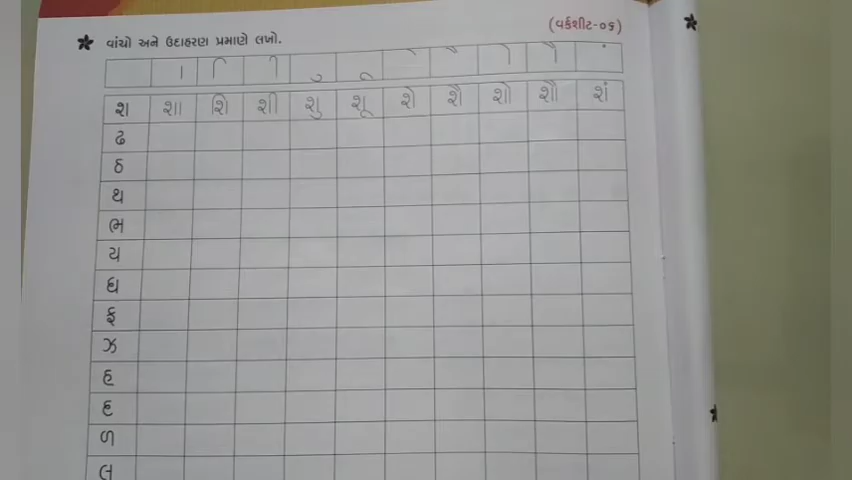 (વર્કશીટ-૦૬)
વાંચો અને ઉદાહરણ પ્રમાણે લખો.
ા િ ી ુ ૂ ે ૈ ો ૌ ં
શ શા શિ શી શુ શૂ શે શૈ શો શૌ શં
ઢ
ઠ
થ
ભ
ય
ઘ
ફ
ઝ
હ
દ
ળ
લ